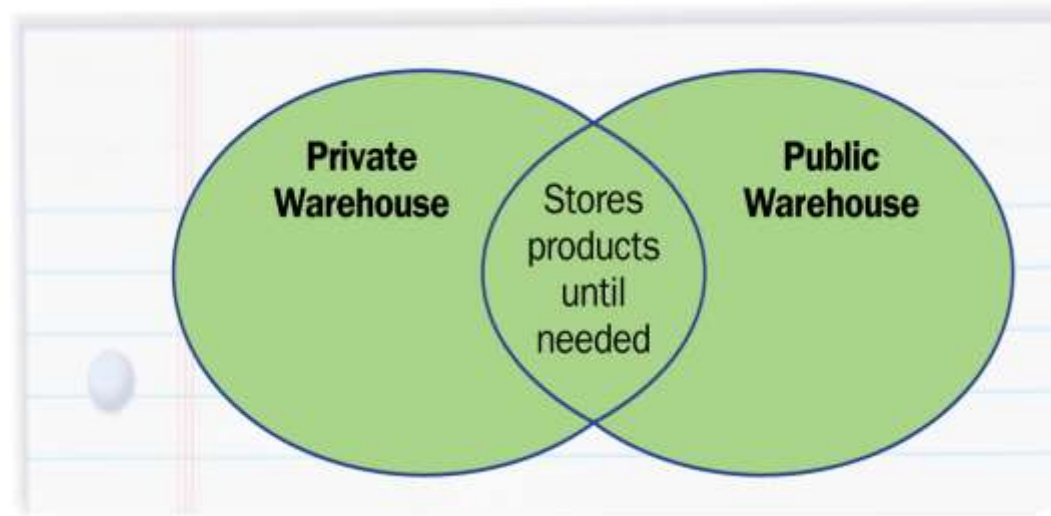 Private
Warehouse
Stores
products
until
needed
Public
Warehouse